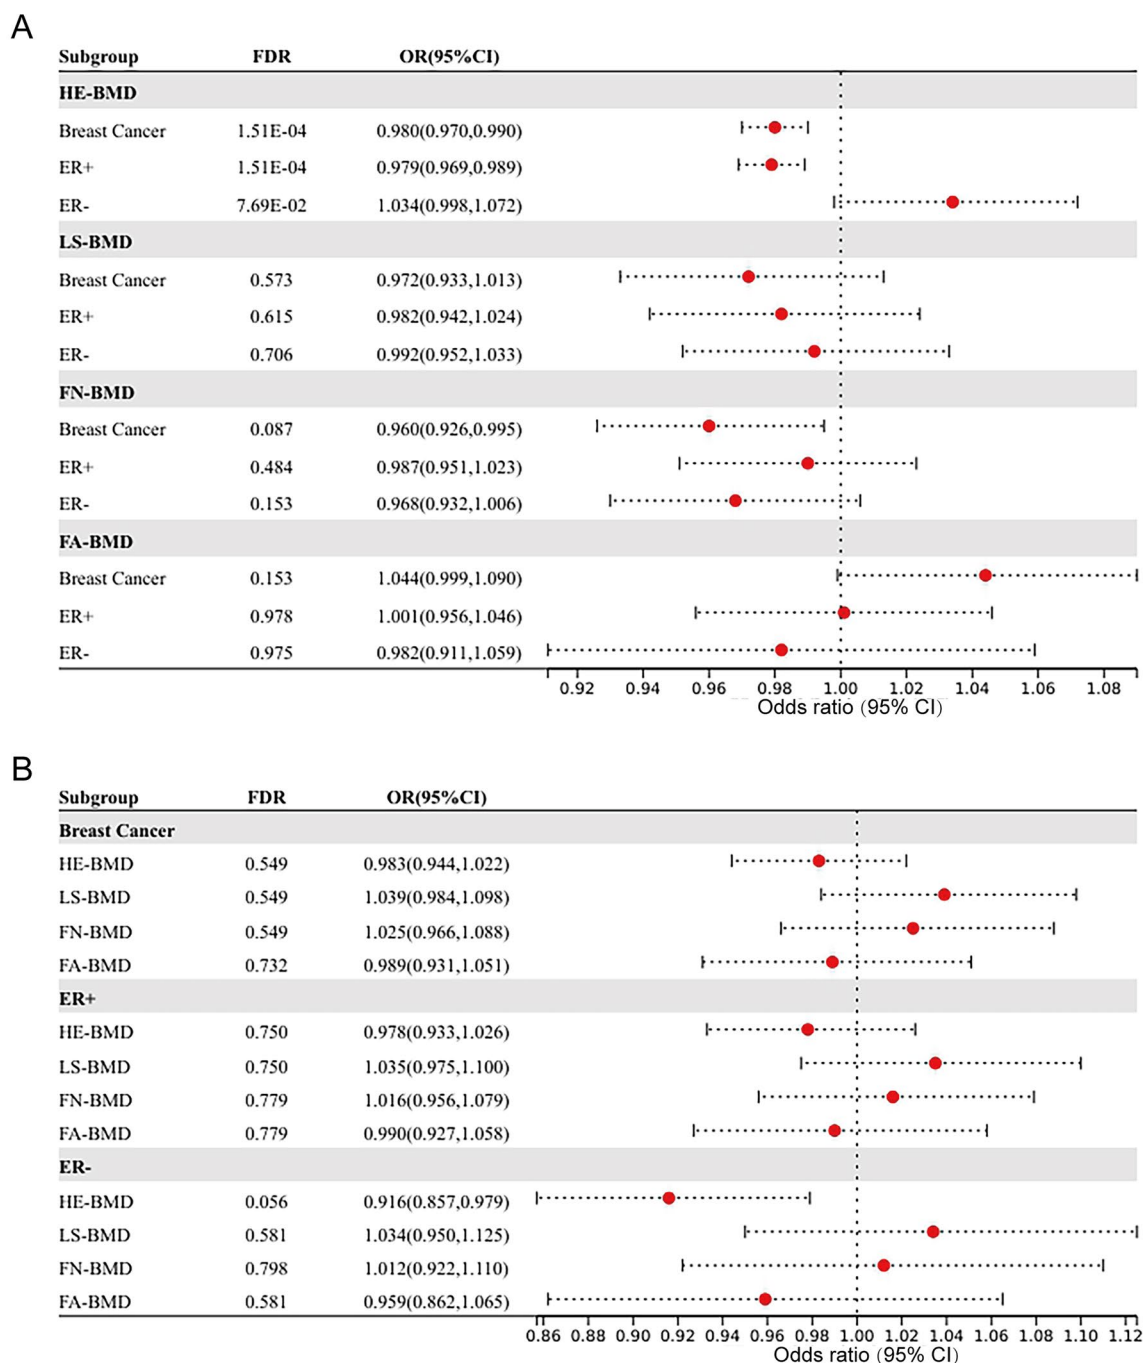 A
Subgroup FDR OR(95%CI)
HE-BMD
Breast Cancer 1.51E-04 0.980(0.970,0.990)
ER+ 1.51E-04 0.979(0.969,0.989)
ER- 7.69E-02 1.034(0.998,1.072)
LS-BMD
Breast Cancer 0.573 0.972(0.933,1.013)
ER+ 0.615 0.982(0.942,1.024)
ER- 0.706 0.992(0.952,1.033)
FN-BMD
Breast Cancer 0.087 0.960(0.926,0.995)
ER+ 0.484 0.987(0.951,1.023)
ER- 0.153 0.968(0.932,1.006)
FA-BMD
Breast Cancer 0.153 1.044(0.999,1.090)
ER+ 0.978 1.001(0.956,1.046)
ER- 0.975 0.982(0.911,1.059)
0.92 0.94 0.96 0.98 1.00 1.02 1.04 1.06 1.08
Odds ratio (95% CI)
B
Subgroup FDR OR(95%CI)
Breast Cancer
HE-BMD 0.549 0.983(0.944,1.022)
LS-BMD 0.549 1.039(0.984,1.098)
FN-BMD 0.549 1.025(0.966,1.088)
FA-BMD 0.732 0.989(0.931,1.051)
ER+
HE-BMD 0.750 0.978(0.933,1.026)
LS-BMD 0.750 1.035(0.975,1.100)
FN-BMD 0.779 1.016(0.956,1.079)
FA-BMD 0.779 0.990(0.927,1.058)
ER-
HE-BMD 0.056 0.916(0.857,0.979)
LS-BMD 0.581 1.034(0.950,1.125)
FN-BMD 0.798 1.012(0.922,1.110)
FA-BMD 0.581 0.959(0.862,1.065)
0.86 0.88 0.90 0.92 0.94 0.96 0.98 1.00 1.02 1.04 1.06 1.08 1.10 1.12
Odds ratio (95% CI)